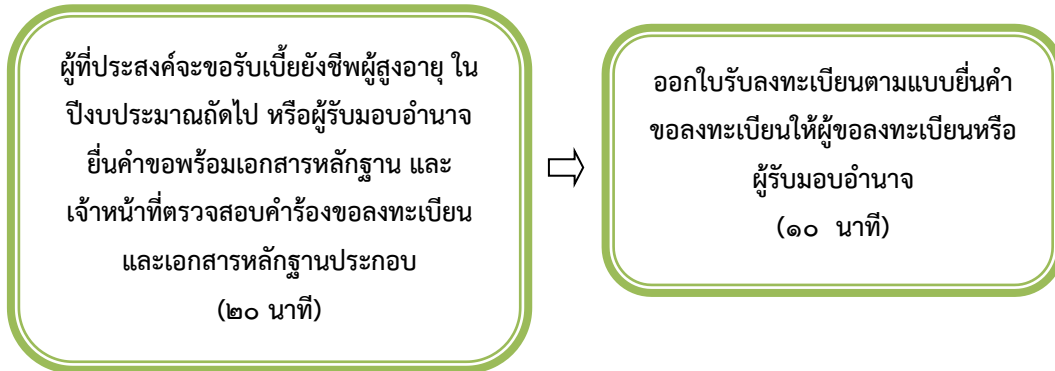 ผู้ที่ประสงค์จะขอรับเบี้ยยังชีพผู้สูงอายุ ใน
ปีงบประมาณถัดไป หรือผู้รับมอบอำนาจ
ยื่นคำขอพร้อมเอกสารหลักฐาน และ
เจ้าหน้าที่ตรวจสอบคำร้องขอลงทะเบียน
และเอกสารหลักฐานประกอบ
(๒๐ นาที)
ออกใบรับลงทะเบียนตามแบบยื่นคำ
ขอลงทะเบียนให้ผู้ขอลงทะเบียนหรือ
ผู้รับมอบอำนาจ
(๑๐ นาที)